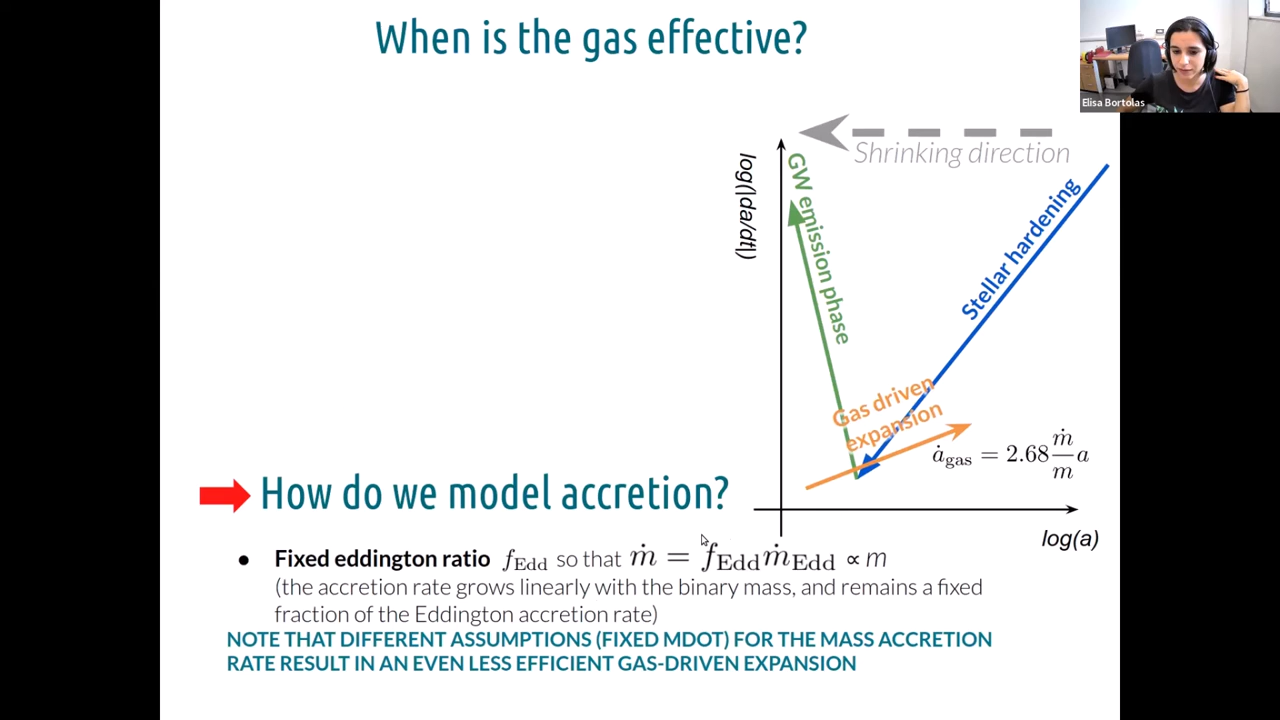 When is the gas effective?
Elisa Bortolas
Shrinking direction
log(|da/dt|)
GW emission phase
Stellar hardening
Gas driven
expansion
ȧ_gas = 2.68 ṁ/m a
log(a)
How do we model accretion?
● Fixed eddington ratio f_Edd so that ṁ = f_Edd ṁ_Edd ∝ m
(the accretion rate grows linearly with the binary mass, and remains a fixed
fraction of the Eddington accretion rate)
NOTE THAT DIFFERENT ASSUMPTIONS (FIXED MDOT) FOR THE MASS ACCRETION
RATE RESULT IN AN EVEN LESS EFFICIENT GAS-DRIVEN EXPANSION